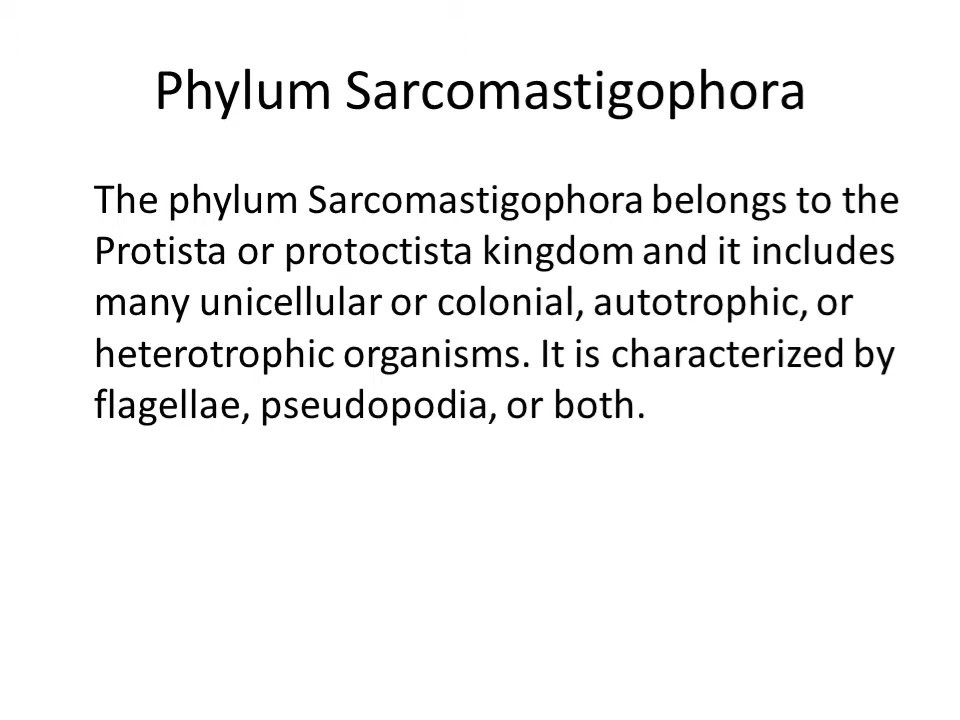 Phylum Sarcomastigophora
The phylum Sarcomastigophora belongs to the
Protista or protoctista kingdom and it includes
many unicellular or colonial, autotrophic, or
heterotrophic organisms. It is characterized by
flagellae, pseudopodia, or both.